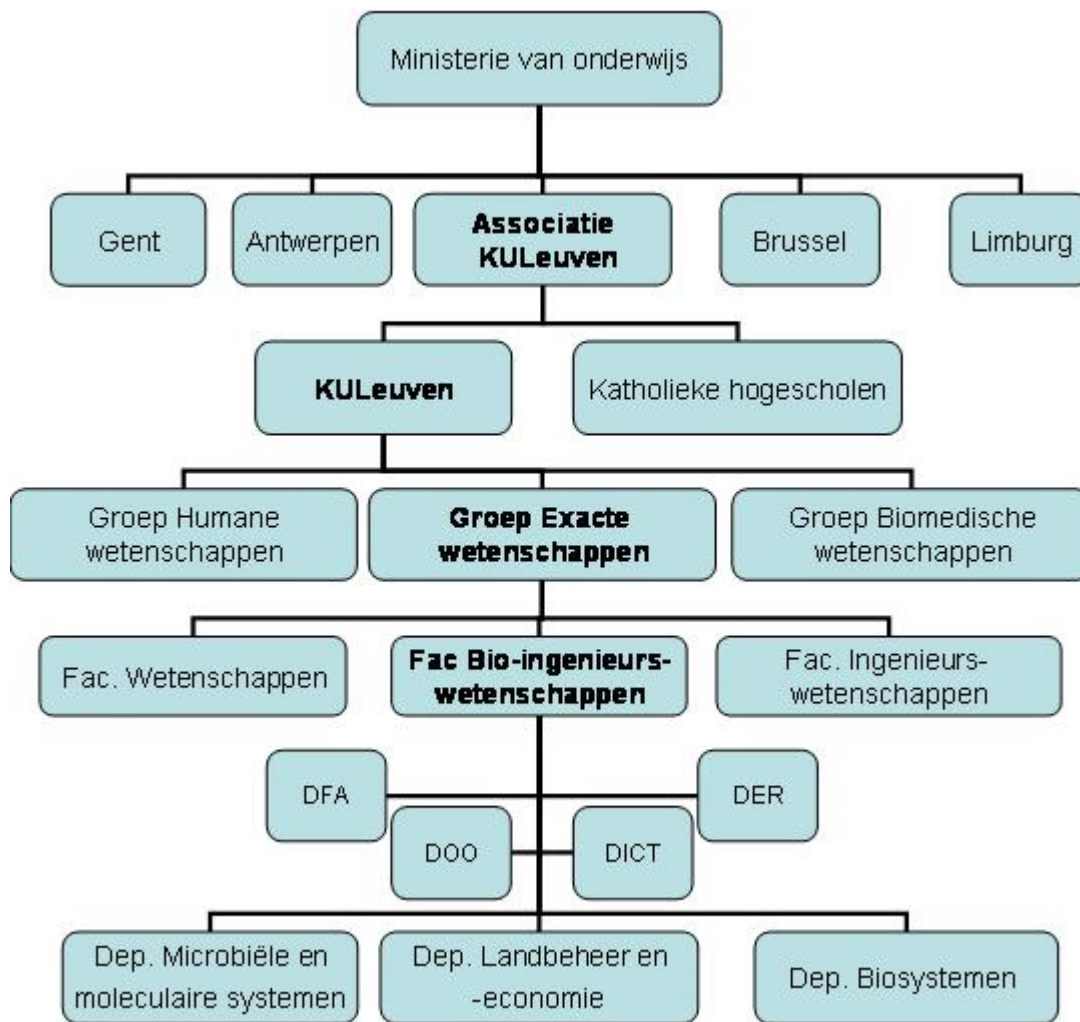 Ministerie van onderwijs
Gent
Antwerpen
Associatie
KULeuven
Brussel
Limburg
KULeuven
Katholieke hogescholen
Groep Humane
wetenschappen
Groep Exacte
wetenschappen
Groep Biomedische
wetenschappen
Fac. Wetenschappen
Fac Bio-ingenieurs-
wetenschappen
Fac. Ingenieurs-
wetenschappen
DFA
DER
DOO
DICT
Dep. Microbiële en
moleculaire systemen
Dep. Landbeheer en
-economie
Dep. Biosystemen